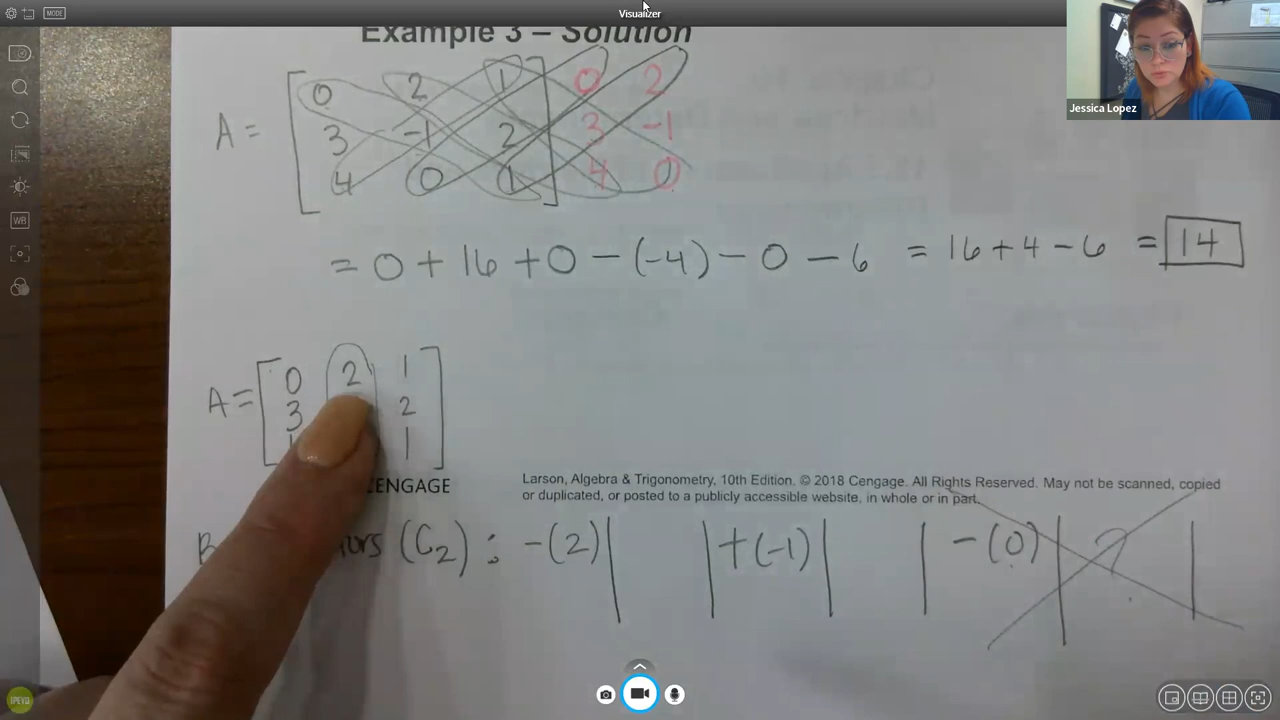 MODE
Visualizer
Example 3 – Solution
Jessica Lopez
0 2 1 0 2
A = 3 -1 2 3 -1
4 0 1 4 0
= 0 + 16 + 0 - (-4) - 0 - 6 = 16 + 4 - 6 = 14
WB
0 2 1
A = 3 2
1
CENGAGE
Larson, Algebra & Trigonometry, 10th Edition. © 2018 Cengage. All Rights Reserved. May not be scanned, copied
or duplicated, or posted to a publicly accessible website, in whole or in part.
(C2) : -(2)| | +(-1)| | -(0)| ? |
IPEVO